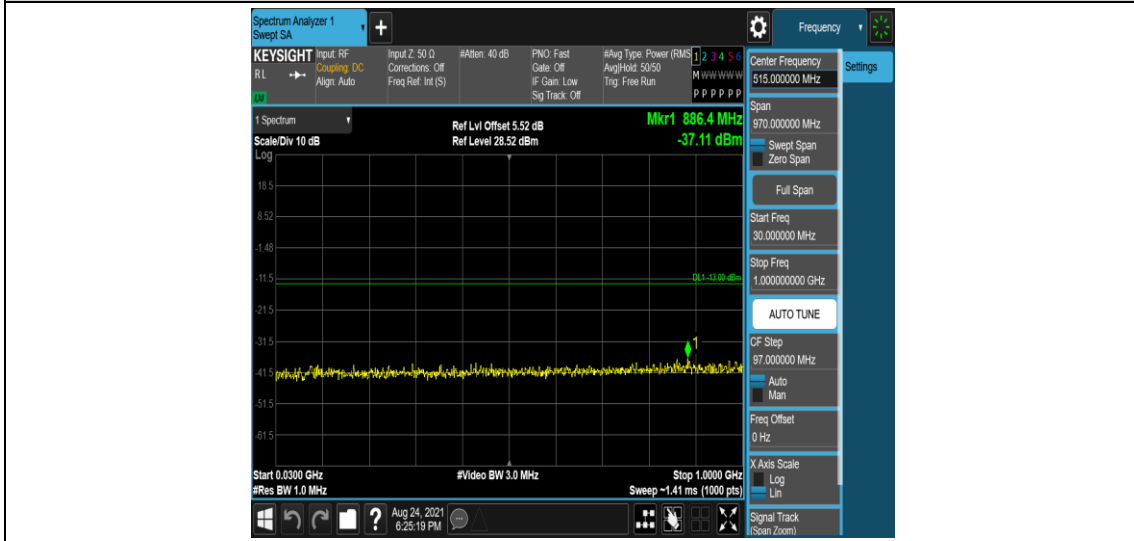 Spectrum Analyzer 1
Swept SA
+
Frequency
KEYSIGHT
RL
Input: RF
Coupling: DC
Align: Auto
Input Z: 50 Ω
Corrections: Off
Freq Ref: Int (S)
#Atten: 40 dB
PNO: Fast
Gate: Off
IF Gain: Low
Sig Track: Off
#Avg Type: Power (RMS
Avg|Hold: 50/50
Trig: Free Run
1 2 3 4 5 6
M W W W W W
P P P P P P
1 Spectrum
Scale/Div 10 dB
Log
Ref Lvl Offset 5.52 dB
Ref Level 28.52 dBm
Mkr1 886.4 MHz
-37.11 dBm
18.5
8.52
-1.48
-11.5
-21.5
-31.5
-41.5
-51.5
-61.5
DL1 -13.00 dBm
1
Start 0.0300 GHz
#Res BW 1.0 MHz
#Video BW 3.0 MHz
Stop 1.0000 GHz
Sweep ~1.41 ms (1000 pts)
Center Frequency
515.000000 MHz
Settings
Span
970.000000 MHz
Swept Span
Zero Span
Full Span
Start Freq
30.000000 MHz
Stop Freq
1.000000000 GHz
AUTO TUNE
CF Step
97.000000 MHz
Auto
Man
Freq Offset
0 Hz
X Axis Scale
Log
Lin
Signal Track
(Span Zoom)
?
Aug 24, 2021
6:25:19 PM